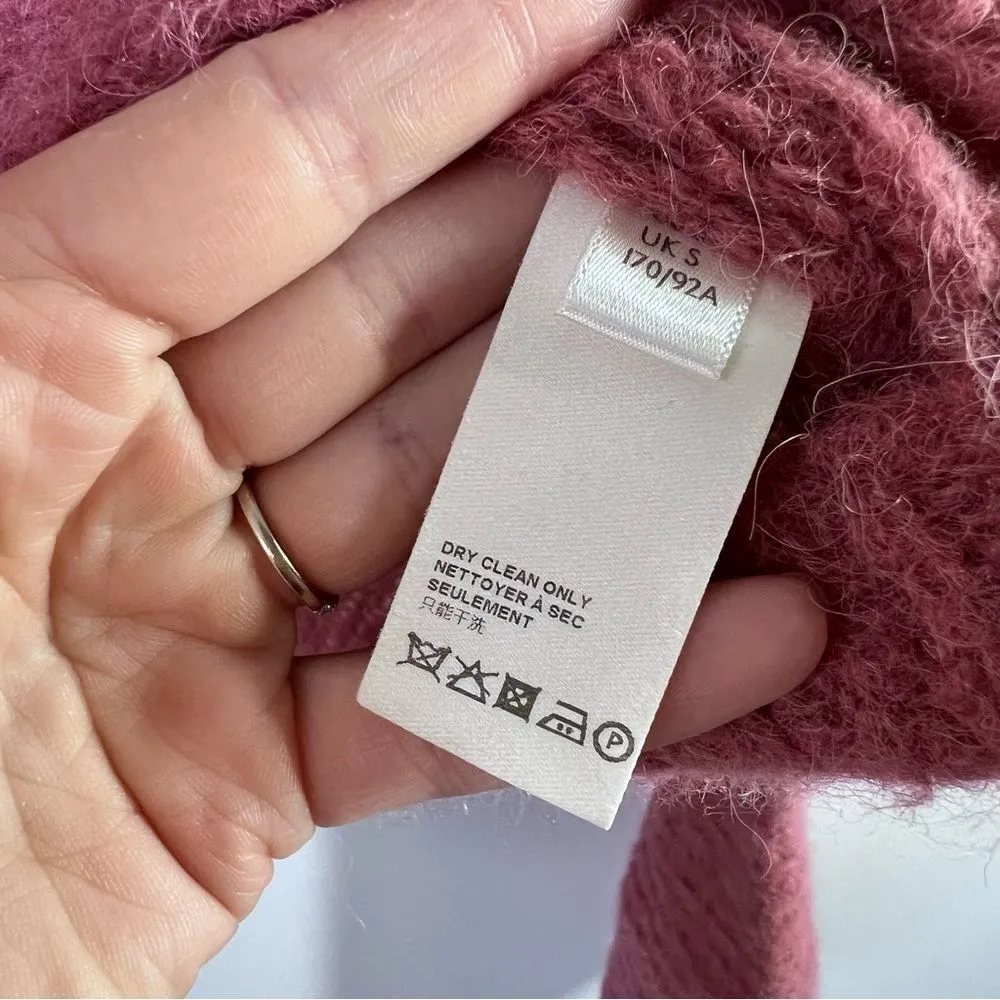 UK S
170/92A
DRY CLEAN ONLY
NETTOYER À SEC
SEULEMENT
只能干洗
P